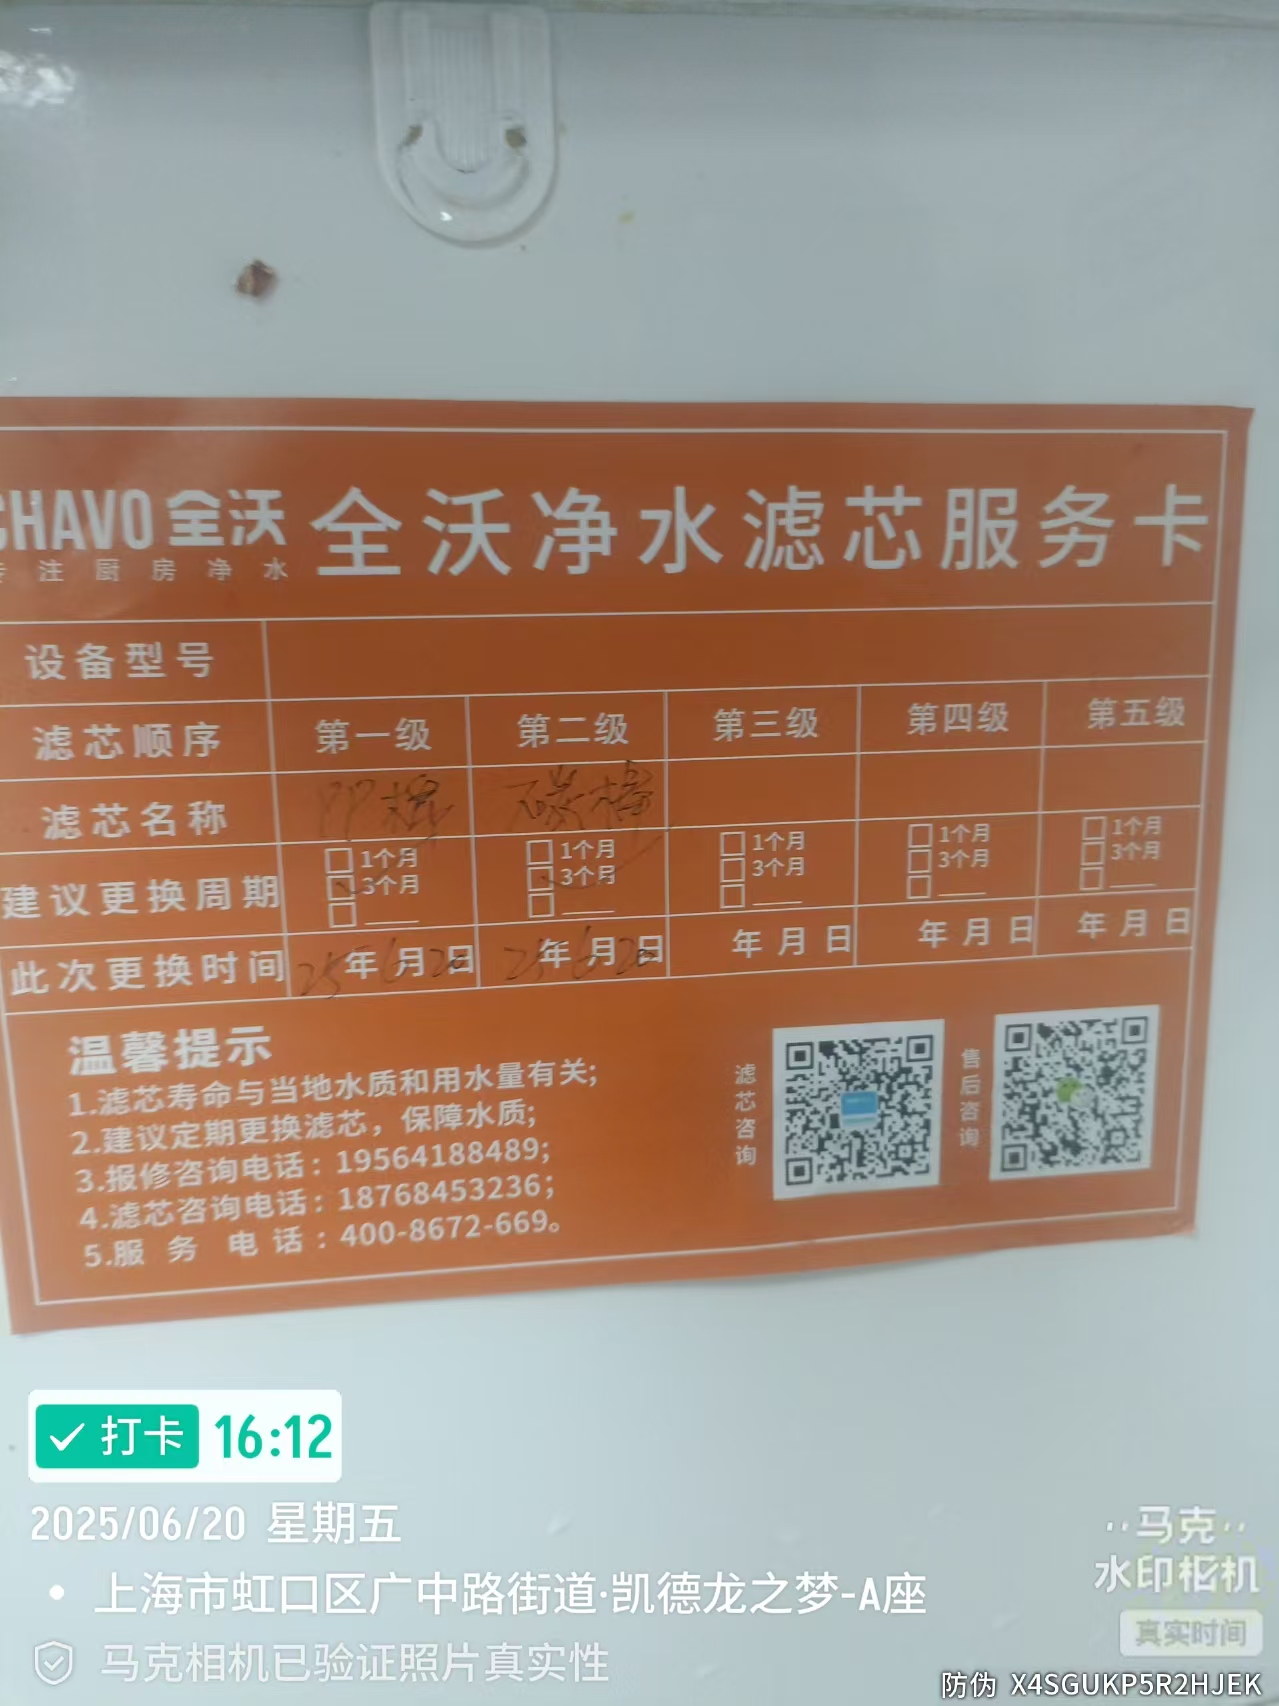 CHAVO 全沃 全沃净水滤芯服务卡
专注厨房净水
设备型号
滤芯顺序 第一级 第二级 第三级 第四级 第五级
滤芯名称 PP棉 碳棒
建议更换周期 1个月 1个月 1个月 1个月 1个月
3个月 3个月 3个月 3个月 3个月
此次更换时间 25年6月20日 25年6月20日 年月日 年月日 年月日
温馨提示
1.滤芯寿命与当地水质和用水量有关;
2.建议定期更换滤芯，保障水质;
3.报修咨询电话：19564188489;
4.滤芯咨询电话：18768453236;
5.服务电话：400-8672-669。
滤芯咨询
售后咨询
打卡 16:12
2025/06/20 星期五
上海市虹口区广中路街道·凯德龙之梦-A座
马克相机已验证照片真实性
马克
水印相机
真实时间
防伪 X4SGUKP5R2HJEK